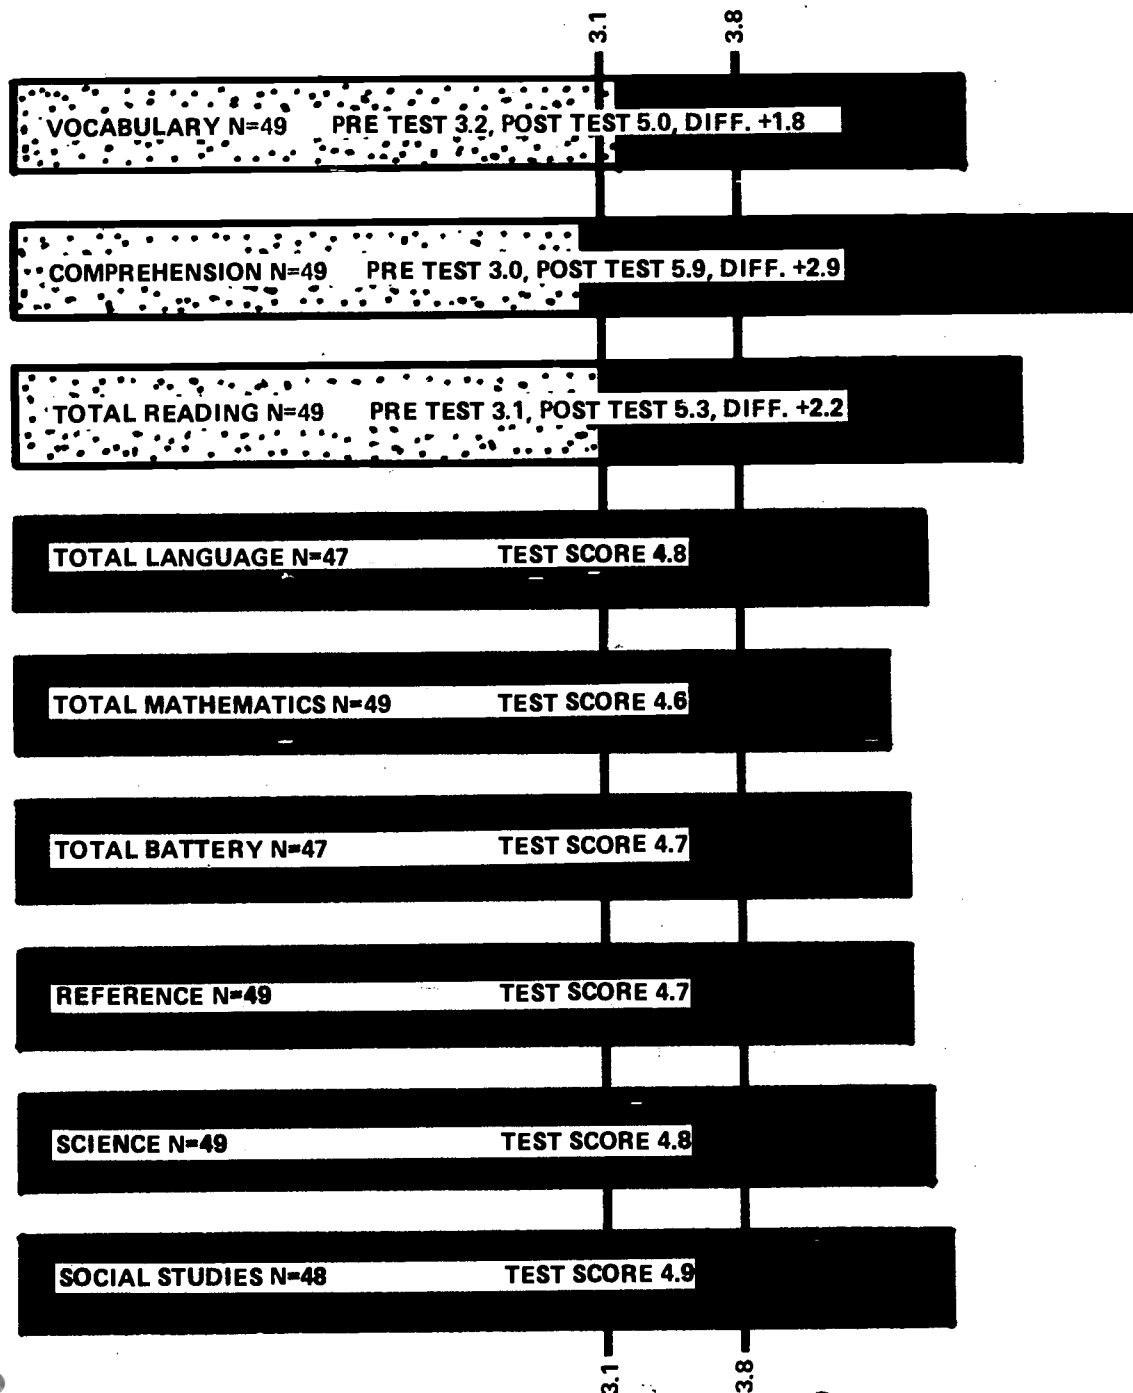 3.1 3.8
VOCABULARY N=49 PRE TEST 3.2, POST TEST 5.0, DIFF. +1.8
COMPREHENSION N=49 PRE TEST 3.0, POST TEST 5.9, DIFF. +2.9
TOTAL READING N=49 PRE TEST 3.1, POST TEST 5.3, DIFF. +2.2
TOTAL LANGUAGE N=47 TEST SCORE 4.8
TOTAL MATHEMATICS N=49 TEST SCORE 4.6
TOTAL BATTERY N=47 TEST SCORE 4.7
REFERENCE N=49 TEST SCORE 4.7
SCIENCE N=49 TEST SCORE 4.8
SOCIAL STUDIES N=48 TEST SCORE 4.9
3.1 3.8